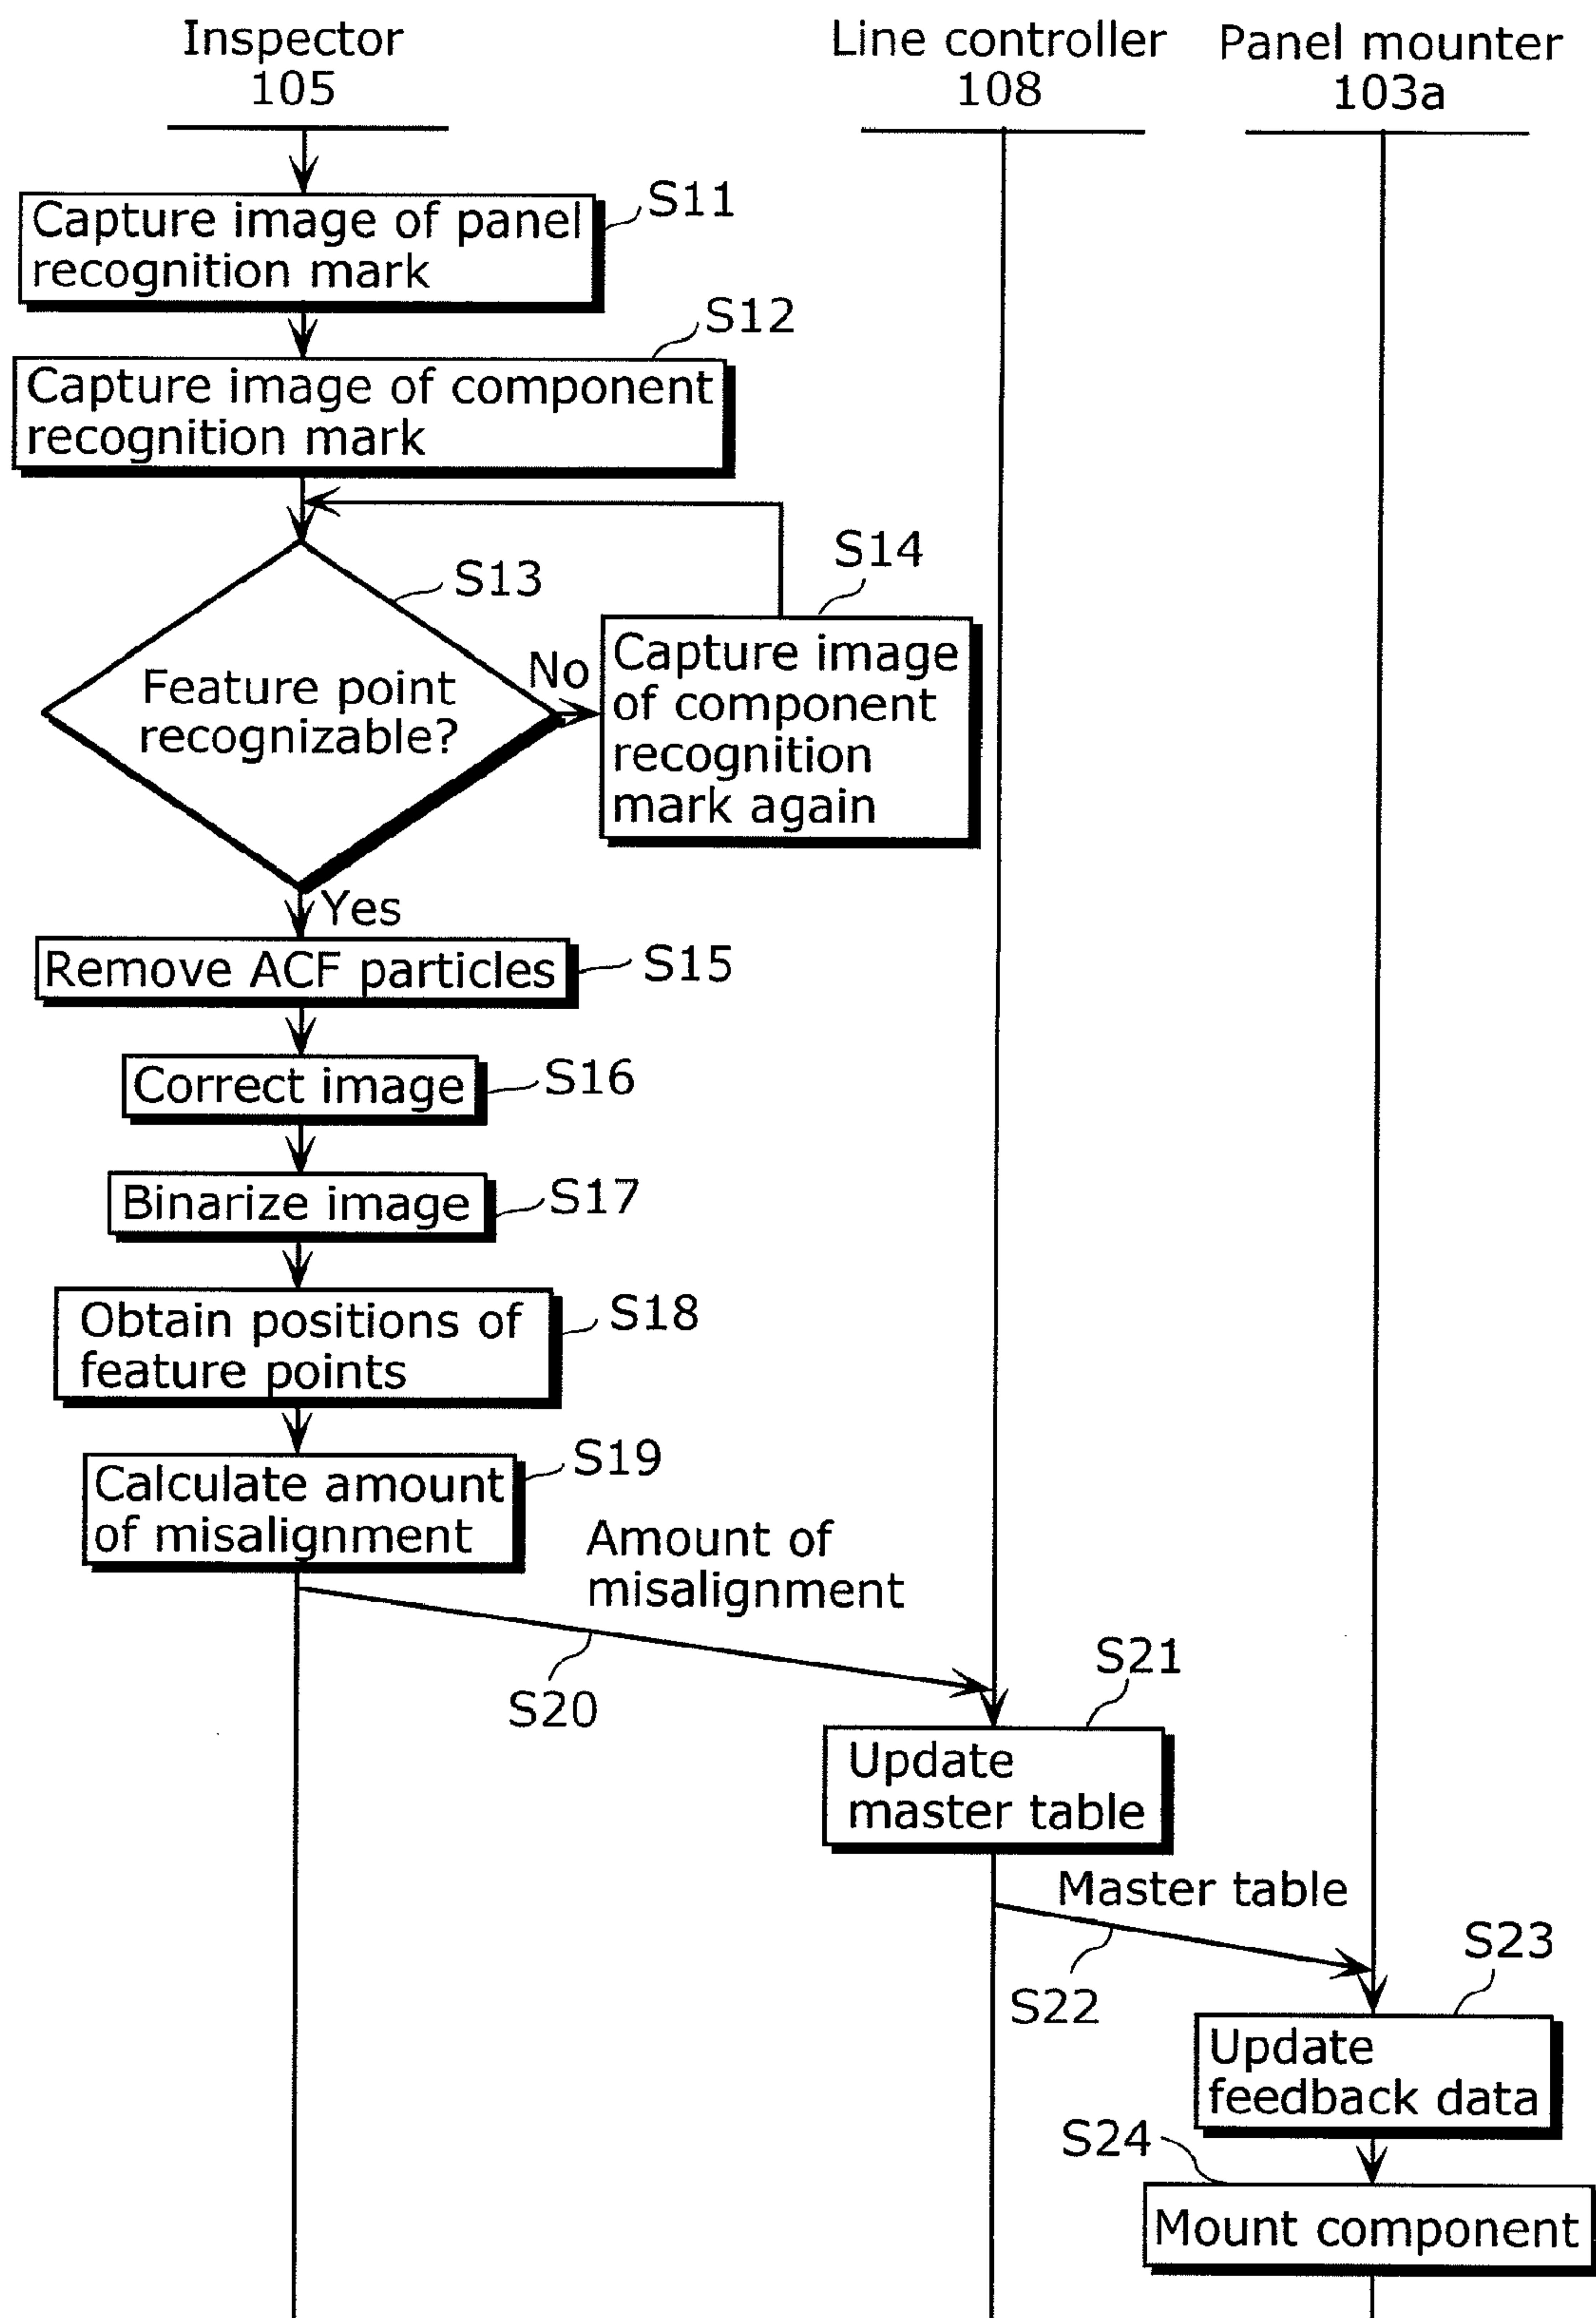 Inspector
105
Line controller
108
Panel mounter
103a
S11
Capture image of panel
recognition mark
S12
Capture image of component
recognition mark
S13
Feature point
recognizable?
No
S14
Capture image
of component
recognition
mark again
Yes
Remove ACF particles
S15
Correct image
S16
Binarize image
S17
Obtain positions of
feature points
S18
Calculate amount
of misalignment
S19
Amount of
misalignment
S20
S21
Update
master table
Master table
S22
S23
Update
feedback data
S24
Mount component